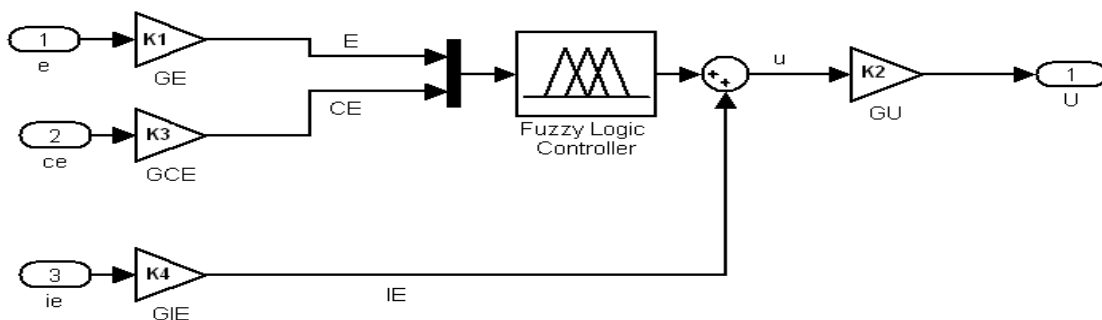 1
e
K1
GE
E
2
ce
K3
GCE
CE
Fuzzy Logic
Controller
+
+
u
K2
GU
1
U
3
ie
K4
GIE
IE